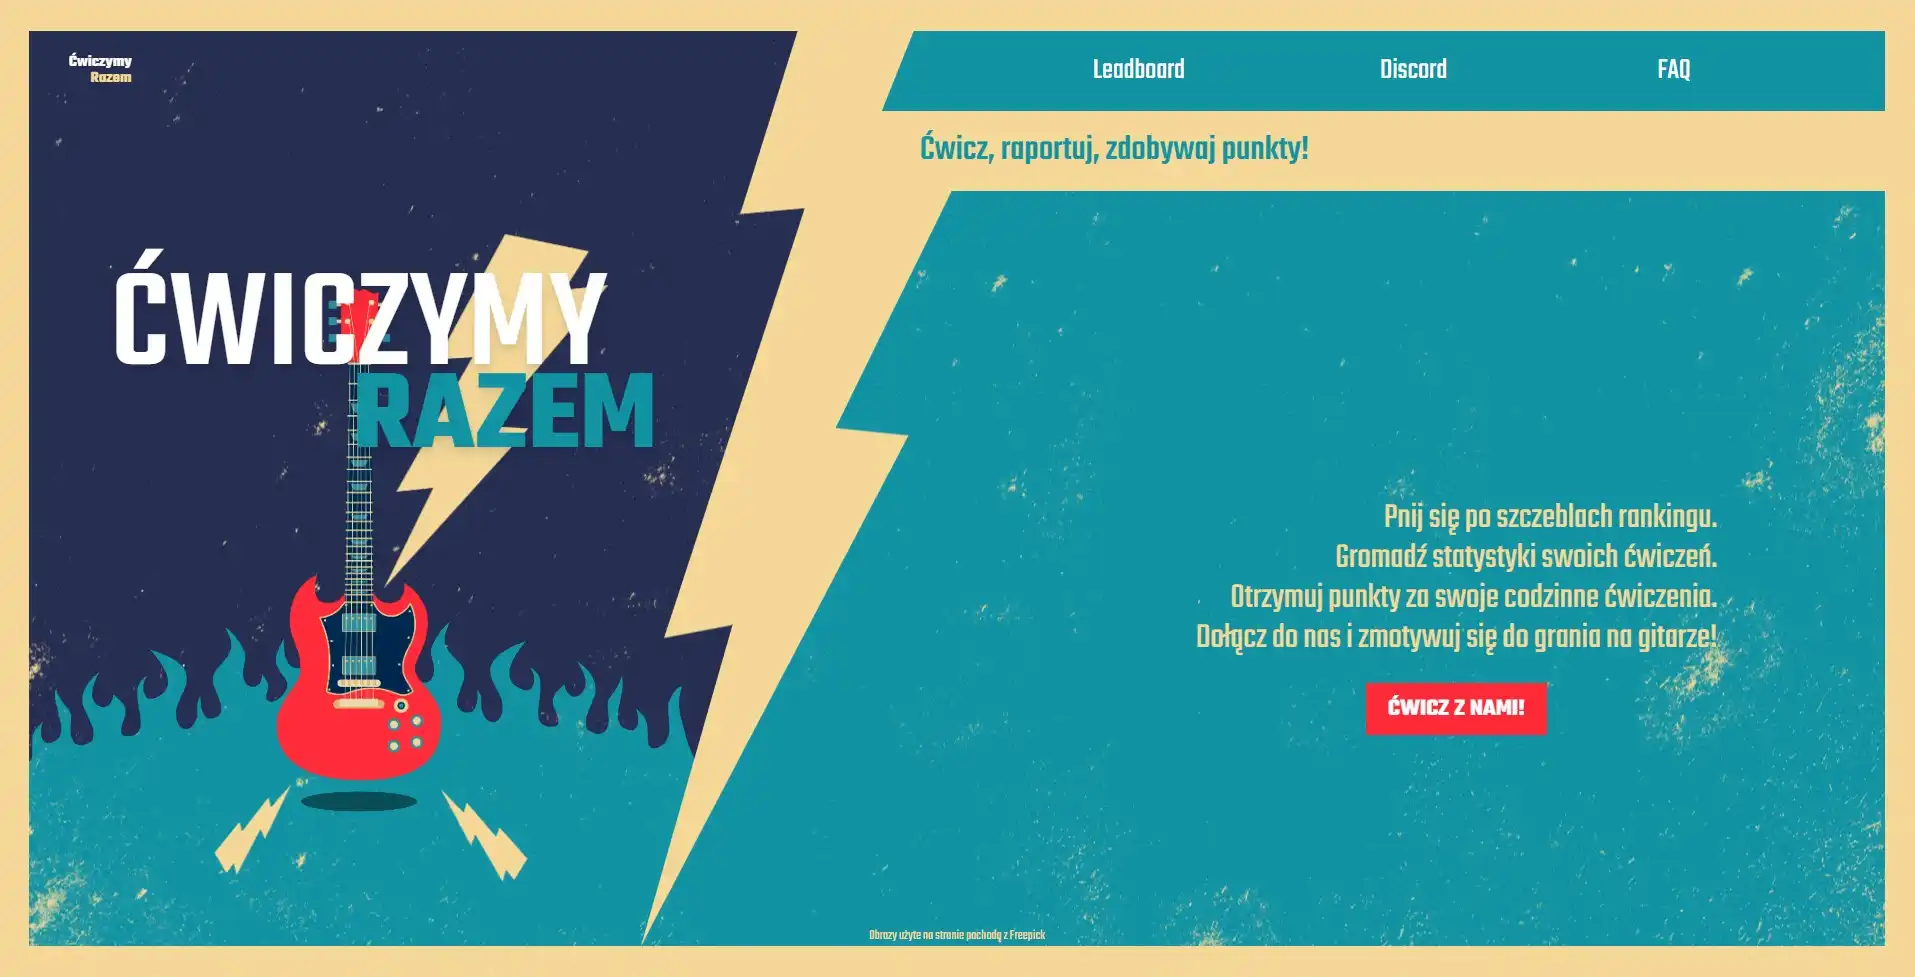 Ćwiczymy
Razem
Leadboard
Discord
FAQ
Ćwicz, raportuj, zdobywaj punkty!
ĆWICZYMY
RAZEM
Pnij się po szczeblach rankingu.
Gromadź statystyki swoich ćwiczeń.
Otrzymuj punkty za swoje codzinne ćwiczenia.
Dołącz do nas i zmotywuj się do grania na gitarze!
ĆWICZ Z NAMI!
Obrazy użyte na stronie pochodą z Freepick